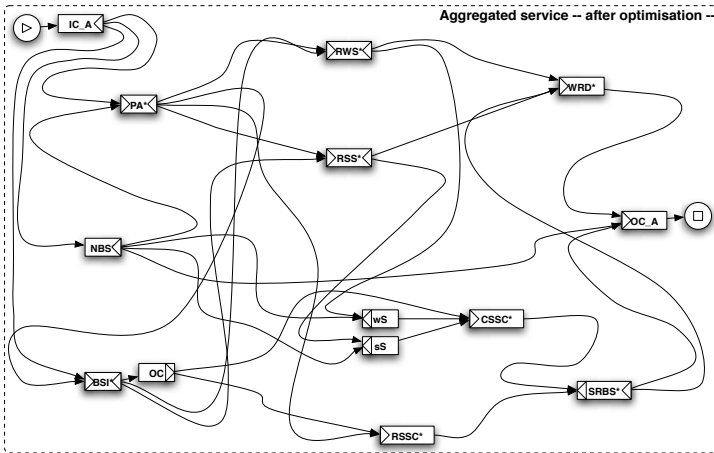 Aggregated service -- after optimisation --
IC_A
RWS*
WRD*
PA*
RSS*
OC_A
NBS
wS
CSSC*
sS
OC
BSI*
SRBS*
RSSC*